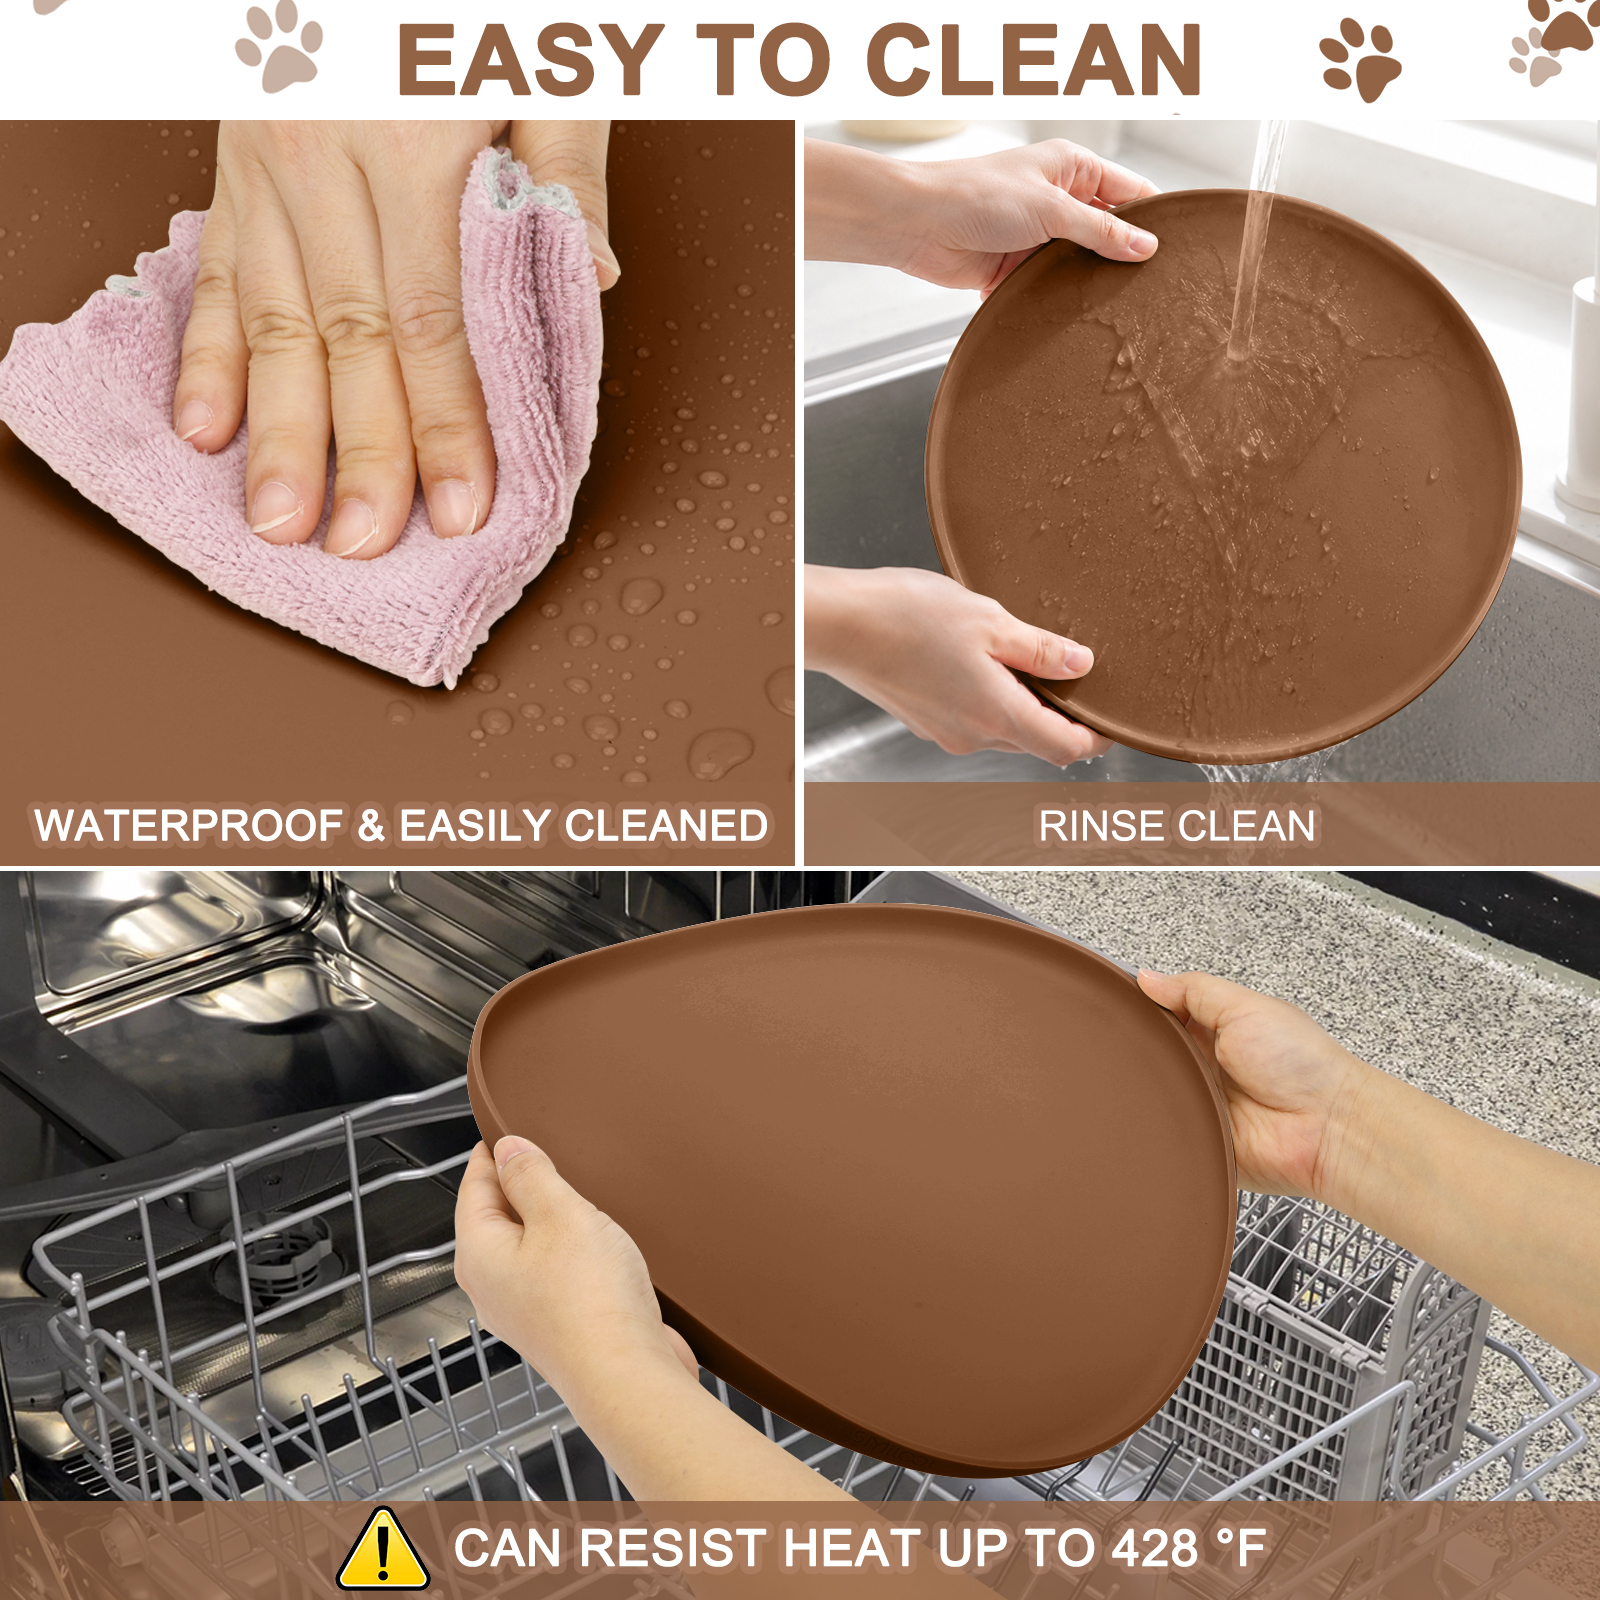 EASY TO CLEAN
WATERPROOF & EASILY CLEANED
RINSE CLEAN
CAN RESIST HEAT UP TO 428 °F